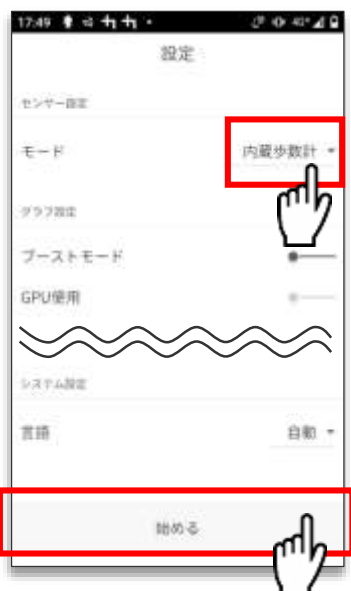 17:49
設定
センサー設定
モード 内蔵歩数計
グラフ設定
ブーストモード
GPU使用
システム設定
言語 自動
始める